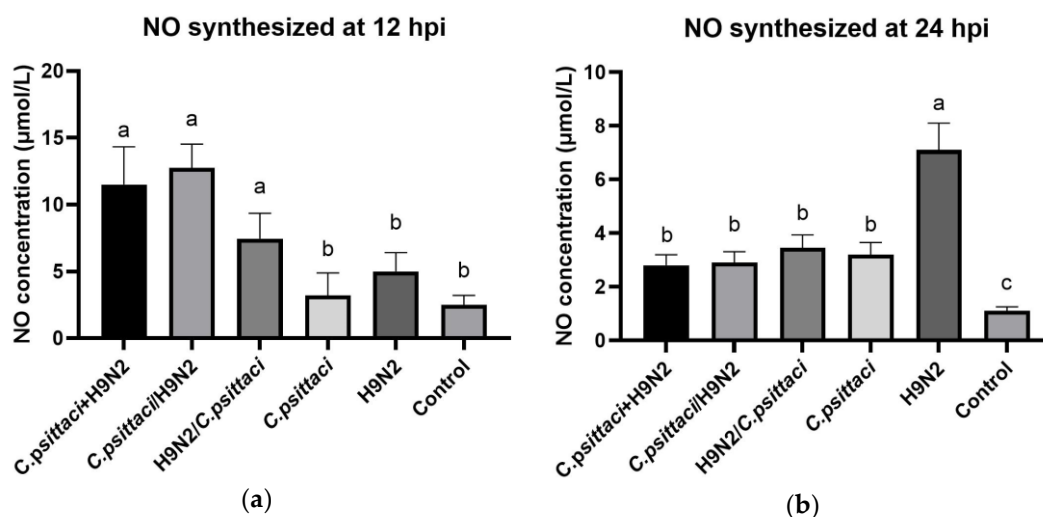 NO synthesized at 12 hpi
NO concentration (µmol/L)
20
15
10
5
0
a
a
a
b
b
b
C.psittaci+H9N2
C.psittaci/H9N2
H9N2/C.psittaci
C.psittaci
H9N2
Control
(a)
NO synthesized at 24 hpi
NO concentration (µmol/L)
10
8
6
4
2
0
b
b
b
b
a
c
C.psittaci+H9N2
C.psittaci/H9N2
H9N2/C.psittaci
C.psittaci
H9N2
Control
(b)